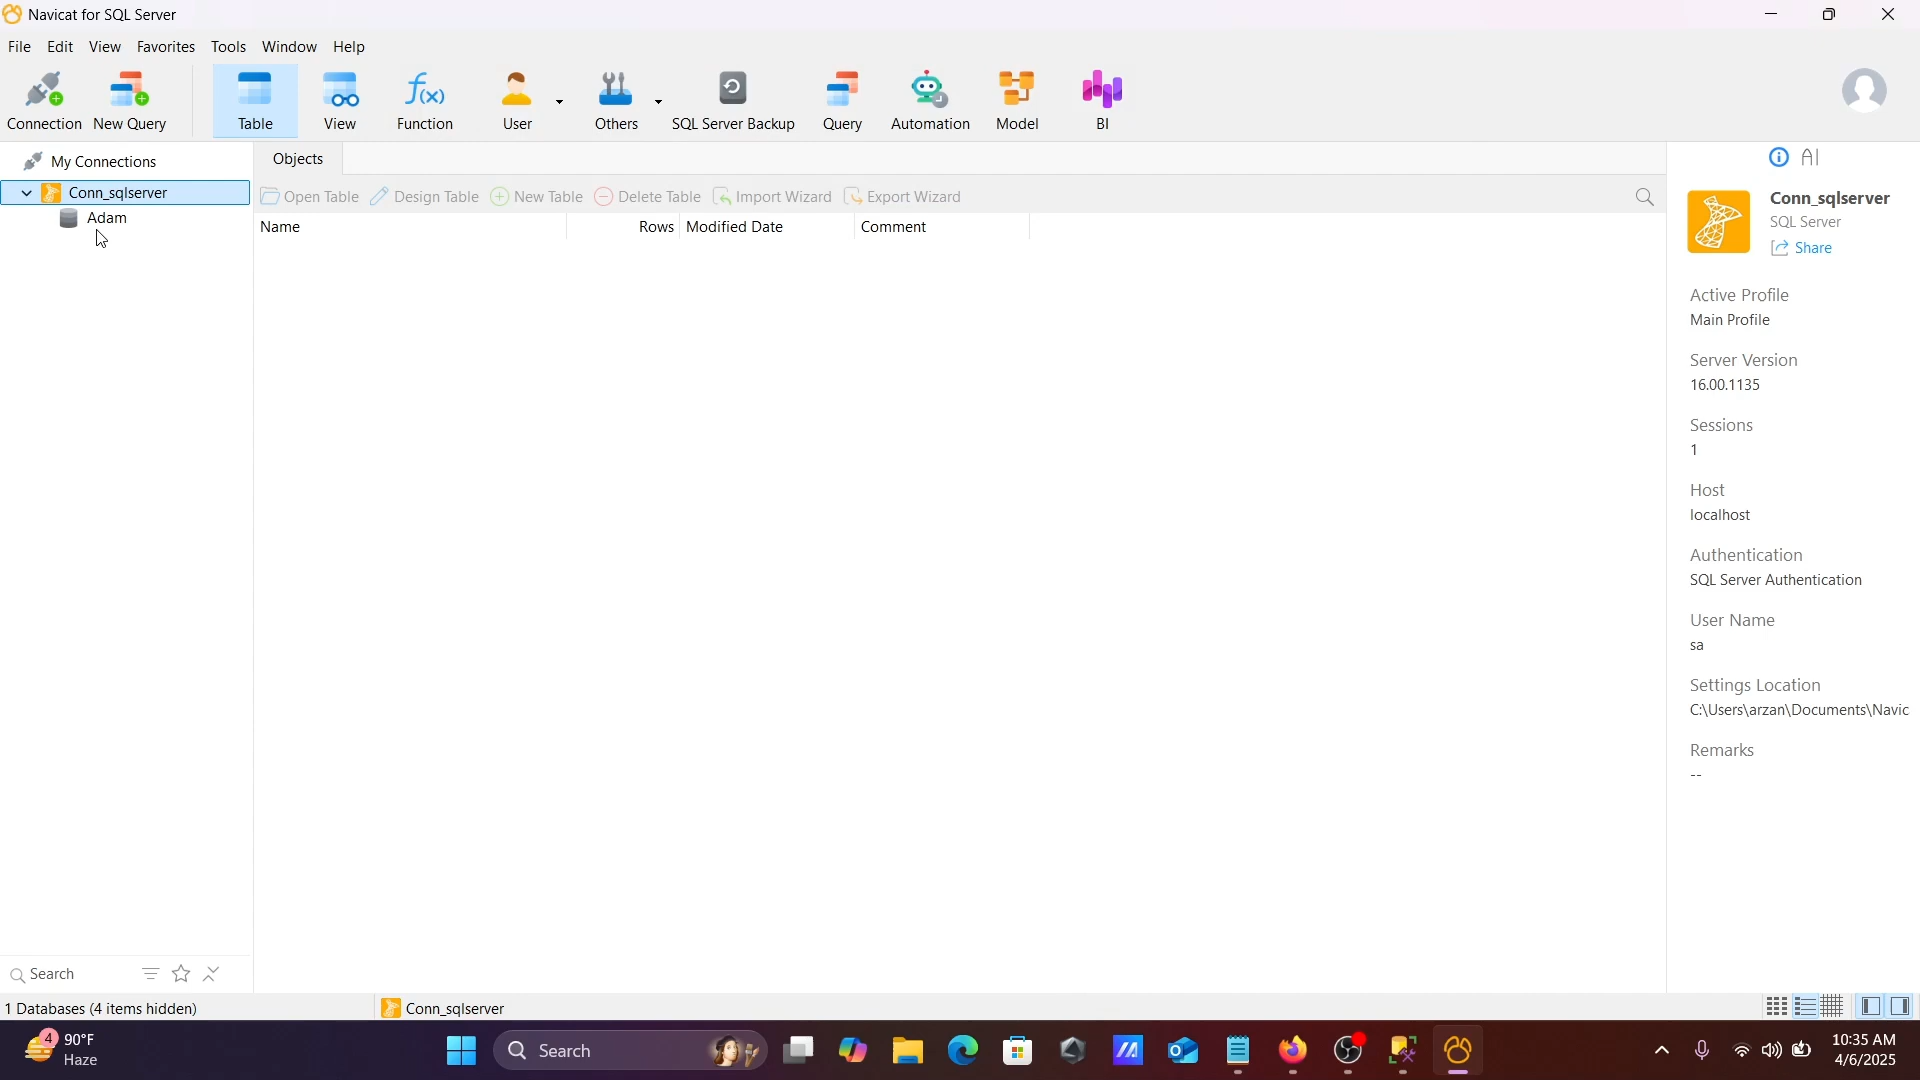 Navicat for SQL Server
File Edit View Favorites Tools Window Help
Connection New Query Table View Function User Others SQL Server Backup Query Automation Model BI
My Connections
Conn_sqlserver
Adam
Objects
Open Table Design Table New Table Delete Table Import Wizard Export Wizard
Name Rows Modified Date Comment
AI
Conn_sqlserver
SQL Server
Share
Active Profile
Main Profile
Server Version
16.00.1135
Sessions
1
Host
localhost
Authentication
SQL Server Authentication
User Name
sa
Settings Location
C:\Users\arzan\Documents\Navic
Remarks
--
Search
1 Databases (4 items hidden) Conn_sqlserver
4 90°F
Haze
Search
10:35 AM
4/6/2025